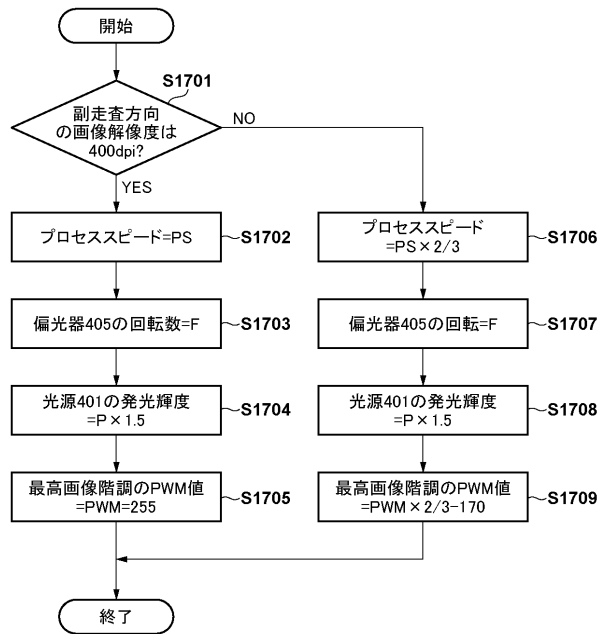 開始
S1701
副走査方向
の画像解像度は
400dpi?
NO
YES
プロセススピード=PS
S1702
偏光器405の回転数=F
S1703
光源401の発光輝度
=P×1.5
S1704
最高画像階調のPWM値
=PWM=255
S1705
プロセススピード
=PS×2/3
S1706
偏光器405の回転=F
S1707
光源401の発光輝度
=P×1.5
S1708
最高画像階調のPWM値
=PWM×2/3-170
S1709
終了